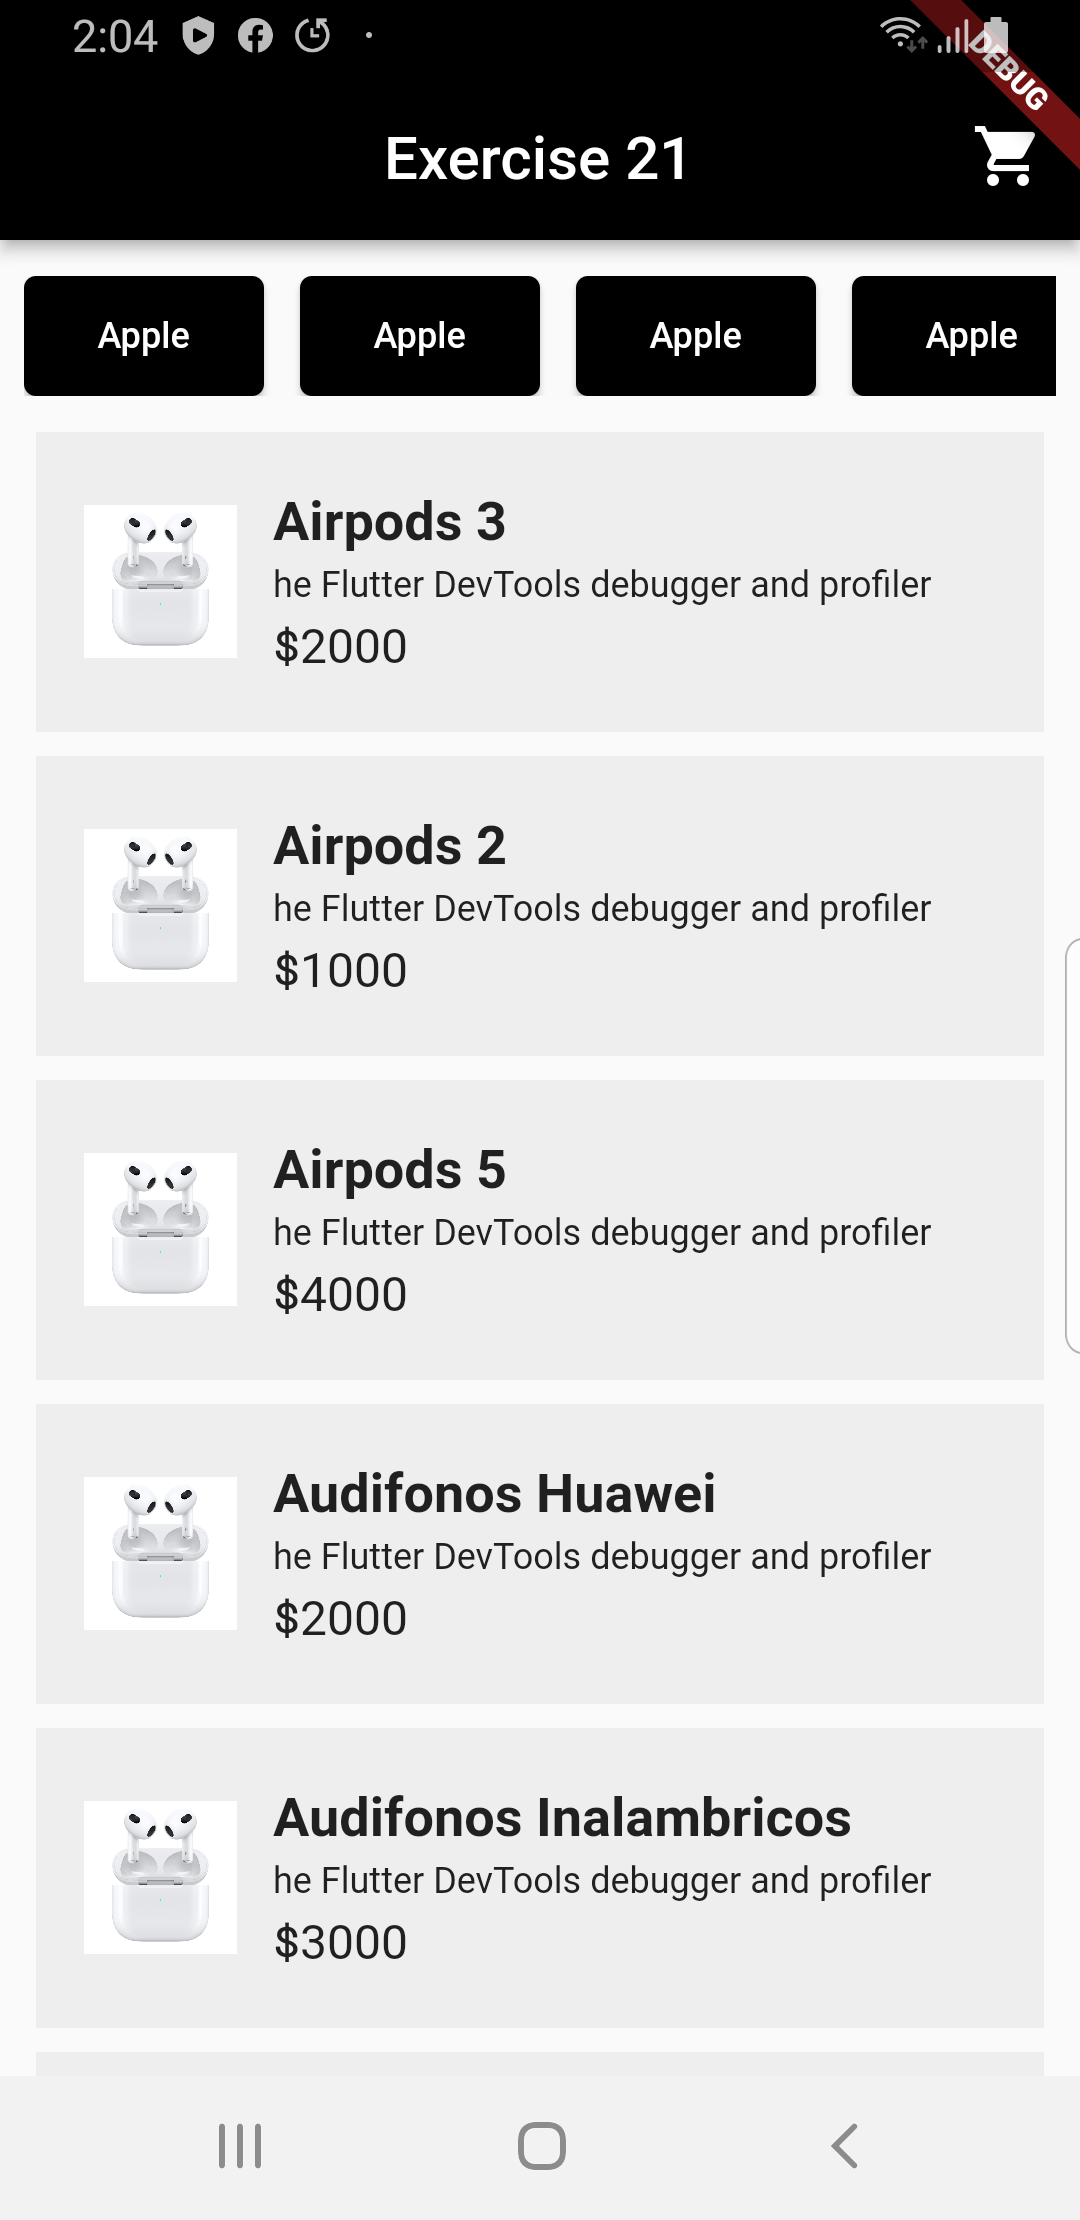 2:04
DEBUG
Exercise 21
Apple Apple Apple Apple
Airpods 3
he Flutter DevTools debugger and profiler
$2000
Airpods 2
he Flutter DevTools debugger and profiler
$1000
Airpods 5
he Flutter DevTools debugger and profiler
$4000
Audifonos Huawei
he Flutter DevTools debugger and profiler
$2000
Audifonos Inalambricos
he Flutter DevTools debugger and profiler
$3000